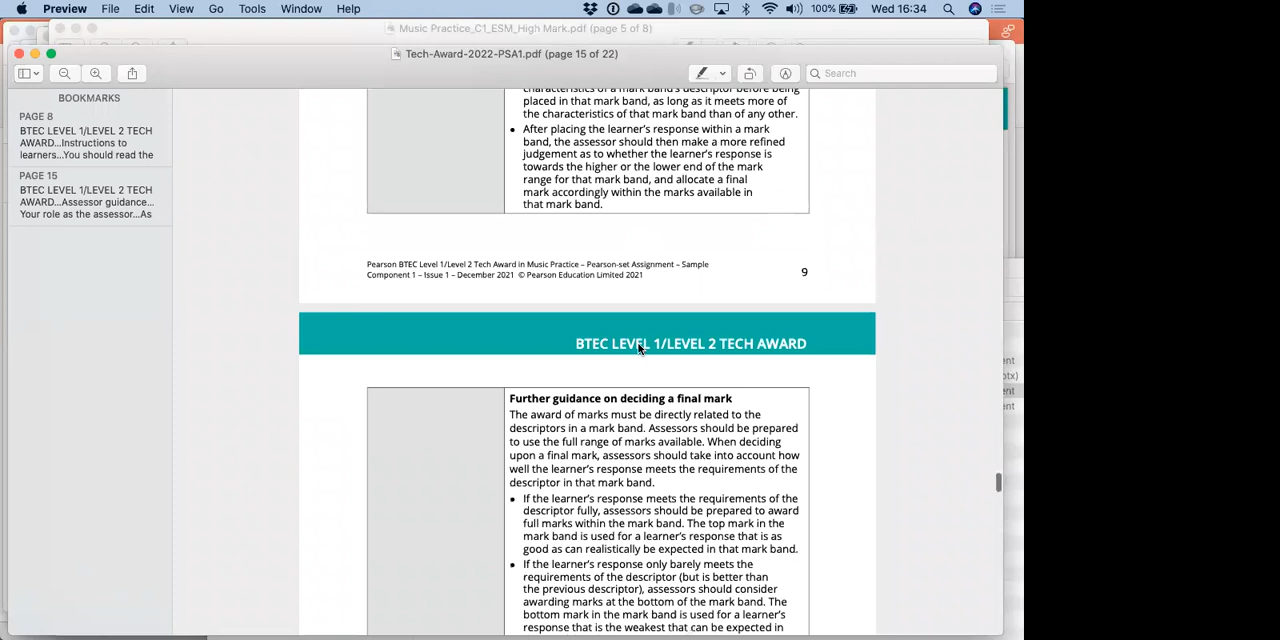 Preview File Edit View Go Tools Window Help 100% Wed 16:34
Music Practice_C1_ESM_High Mark.pdf (page 5 of 8)
Tech-Award-2022-PSA1.pdf (page 15 of 22)
Search
BOOKMARKS
PAGE 8
BTEC LEVEL 1/LEVEL 2 TECH
AWARD...Instructions to
learners...You should read the
PAGE 15
BTEC LEVEL 1/LEVEL 2 TECH
AWARD...Assessor guidance...
Your role as the assessor...As
characteristics of a mark band's descriptor before being
placed in that mark band, as long as it meets more of
the characteristics of that mark band than of any other.
• After placing the learner's response within a mark
band, the assessor should then make a more refined
judgement as to whether the learner's response is
towards the higher or the lower end of the mark
range for that mark band, and allocate a final
mark accordingly within the marks available in
that mark band.
Pearson BTEC Level 1/Level 2 Tech Award in Music Practice – Pearson-set Assignment – Sample
Component 1 – Issue 1 – December 2021 © Pearson Education Limited 2021
9
BTEC LEVEL 1/LEVEL 2 TECH AWARD
Further guidance on deciding a final mark
The award of marks must be directly related to the
descriptors in a mark band. Assessors should be prepared
to use the full range of marks available. When deciding
upon a final mark, assessors should take into account how
well the learner's response meets the requirements of the
descriptor in that mark band.
• If the learner's response meets the requirements of the
descriptor fully, assessors should be prepared to award
full marks within the mark band. The top mark in the
mark band is used for a learner's response that is as
good as can realistically be expected in that mark band.
• If the learner's response only barely meets the
requirements of the descriptor (but is better than
the previous descriptor), assessors should consider
awarding marks at the bottom of the mark band. The
bottom mark in the mark band is used for a learner's
response that is the weakest that can be expected in
ent
ptx)
ent
ent